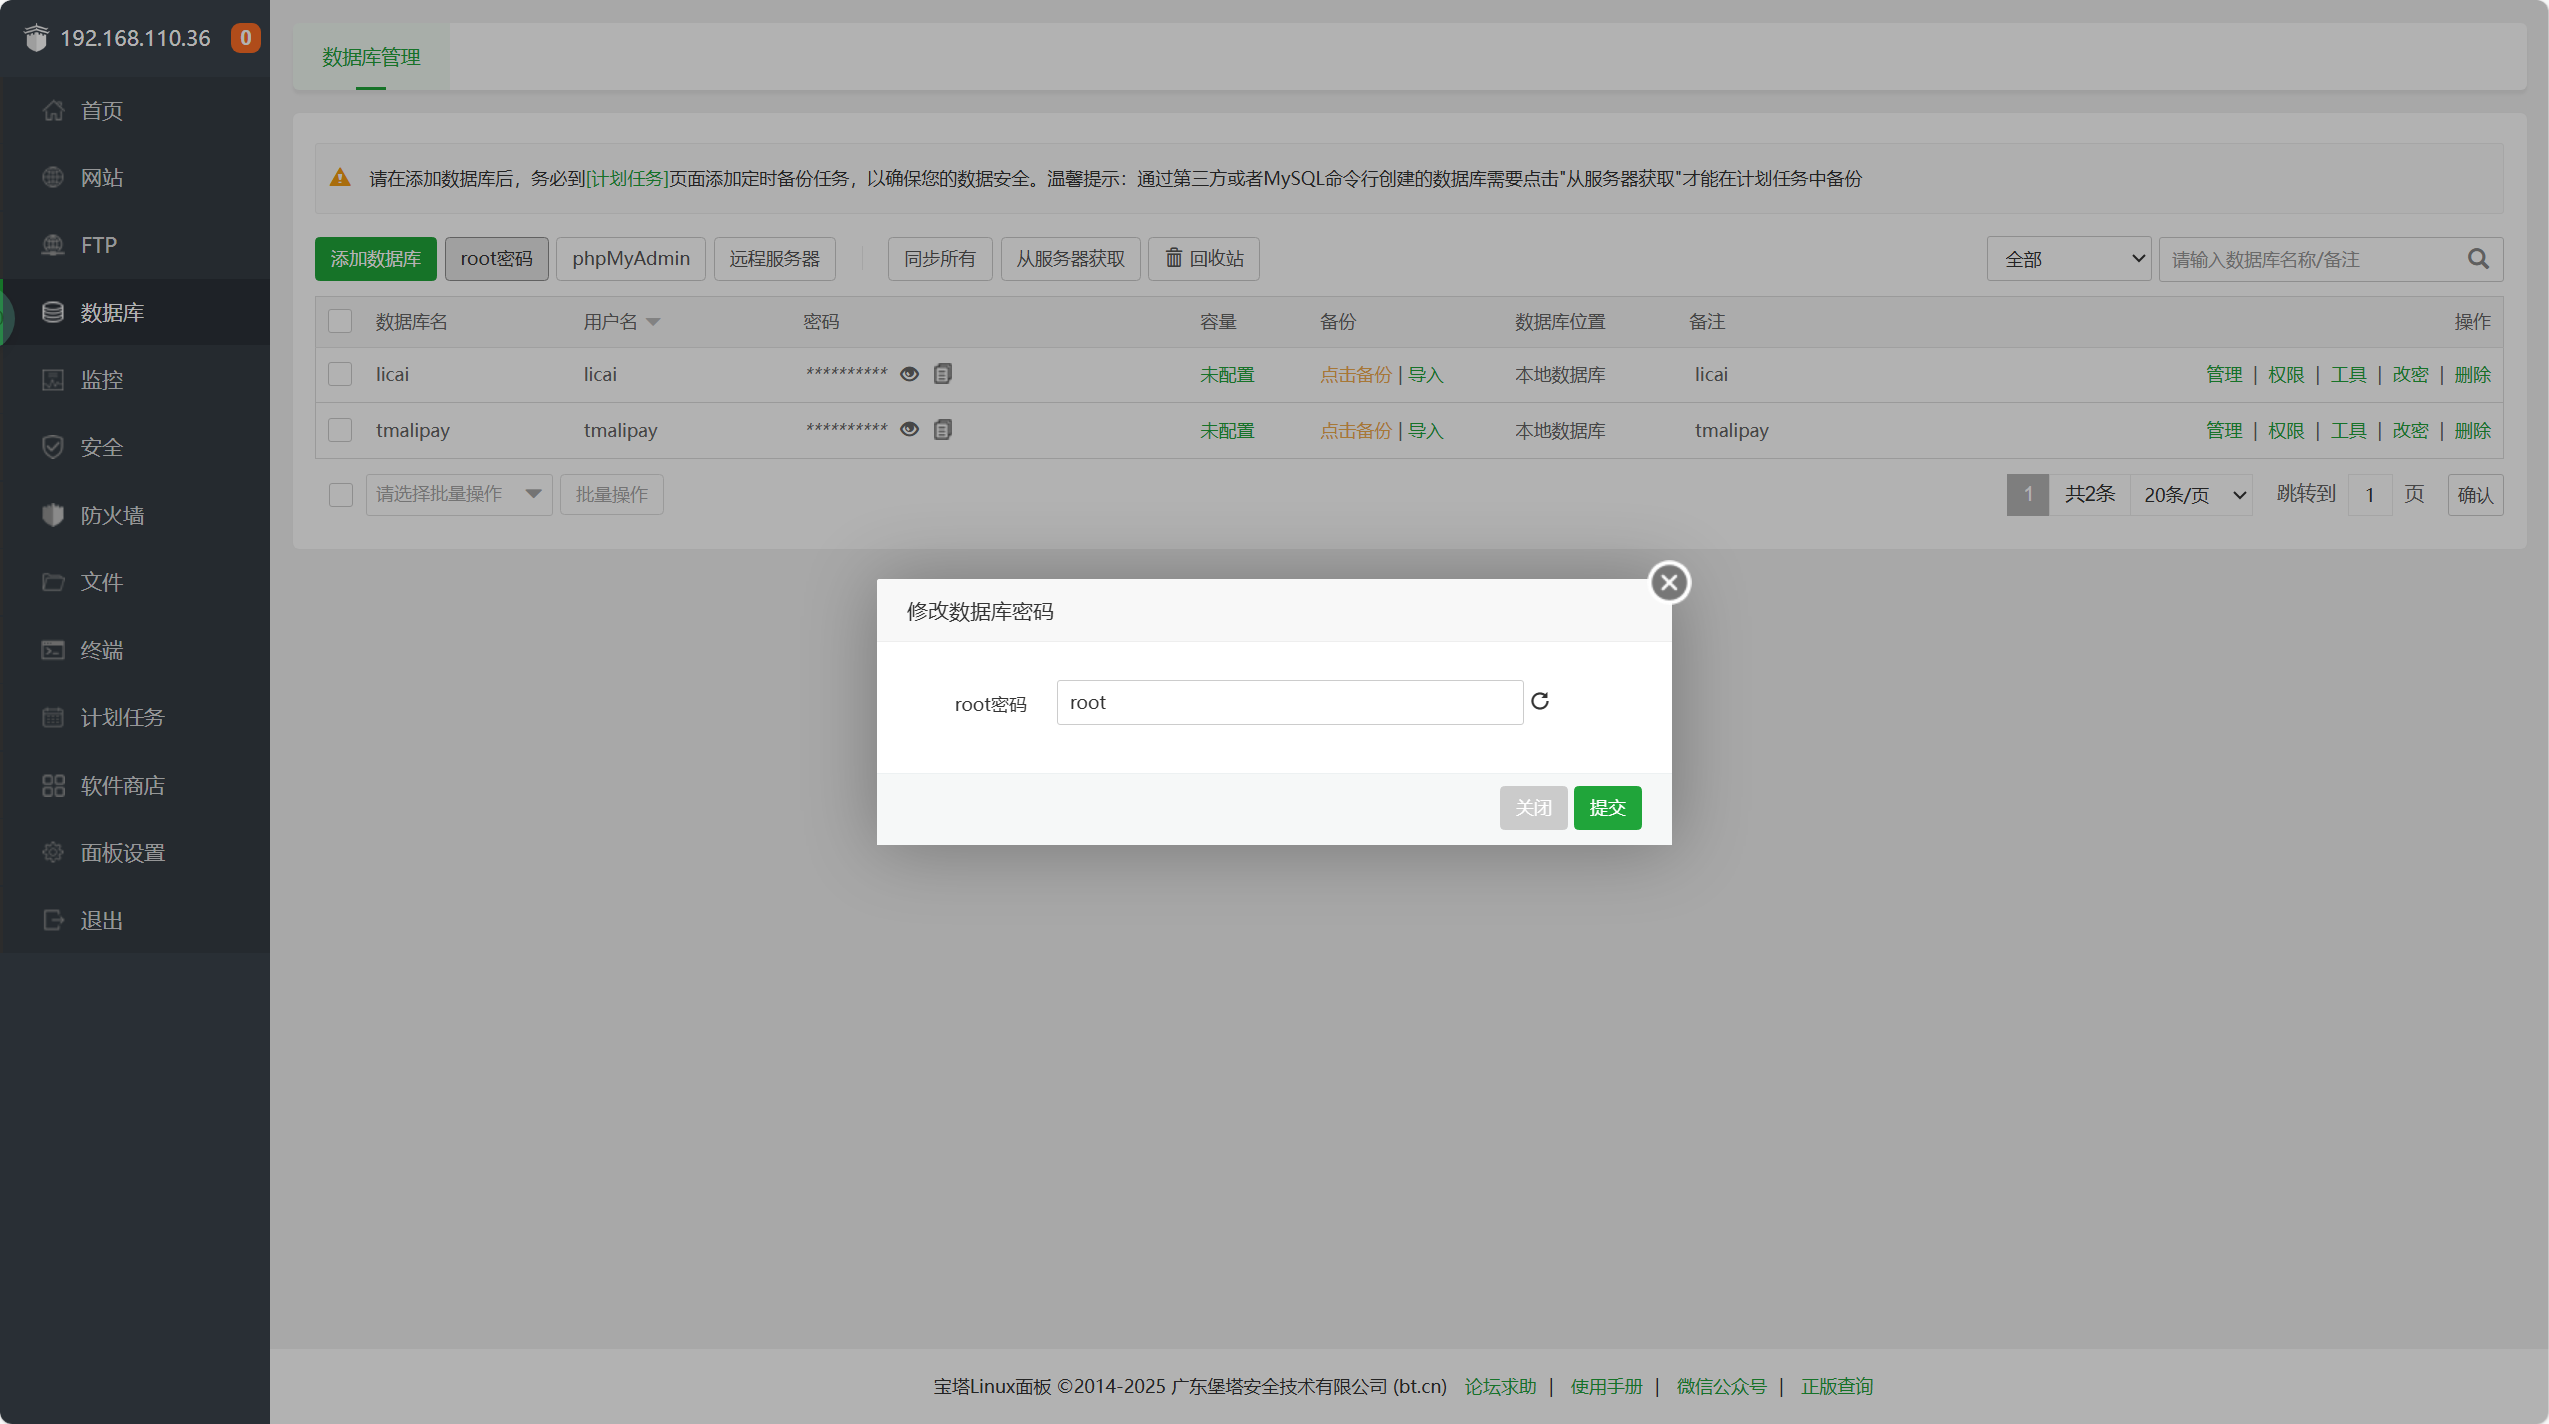 192.168.110.36 0
首页
网站
FTP
数据库
监控
安全
防火墙
文件
终端
计划任务
软件商店
面板设置
退出
数据库管理
请在添加数据库后，务必到[计划任务]页面添加定时备份任务，以确保您的数据安全。温馨提示：通过第三方或者MySQL命令行创建的数据库需要点击"从服务器获取"才能在计划任务中备份
添加数据库 root密码 phpMyAdmin 远程服务器 同步所有 从服务器获取 回收站 全部 请输入数据库名称/备注
数据库名 用户名 密码 容量 备份 数据库位置 备注 操作
licai licai ********** 未配置 点击备份 | 导入 本地数据库 licai 管理 | 权限 | 工具 | 改密 | 删除
tmalipay tmalipay ********** 未配置 点击备份 | 导入 本地数据库 tmalipay 管理 | 权限 | 工具 | 改密 | 删除
请选择批量操作 批量操作 1 共2条 20条/页 跳转到 1 页 确认
修改数据库密码
root密码 root
关闭 提交
宝塔Linux面板 ©2014-2025 广东堡塔安全技术有限公司 (bt.cn) 论坛求助 | 使用手册 | 微信公众号 | 正版查询